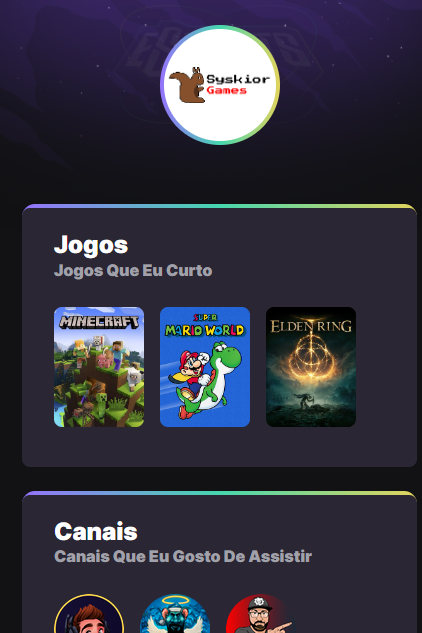 Syskior
Games
Jogos
Jogos Que Eu Curto
MINECRAFT
SUPER
MARIO WORLD
ELDEN RING
Canais
Canais Que Eu Gosto De Assistir